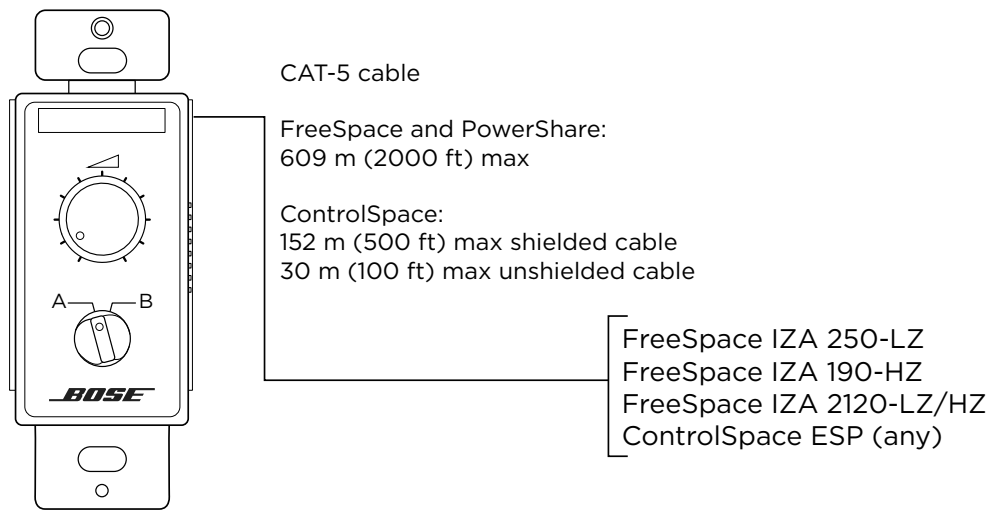 CAT-5 cable
FreeSpace and PowerShare:
609 m (2000 ft) max
ControlSpace:
152 m (500 ft) max shielded cable
30 m (100 ft) max unshielded cable
A B
BOSE
FreeSpace IZA 250-LZ
FreeSpace IZA 190-HZ
FreeSpace IZA 2120-LZ/HZ
ControlSpace ESP (any)